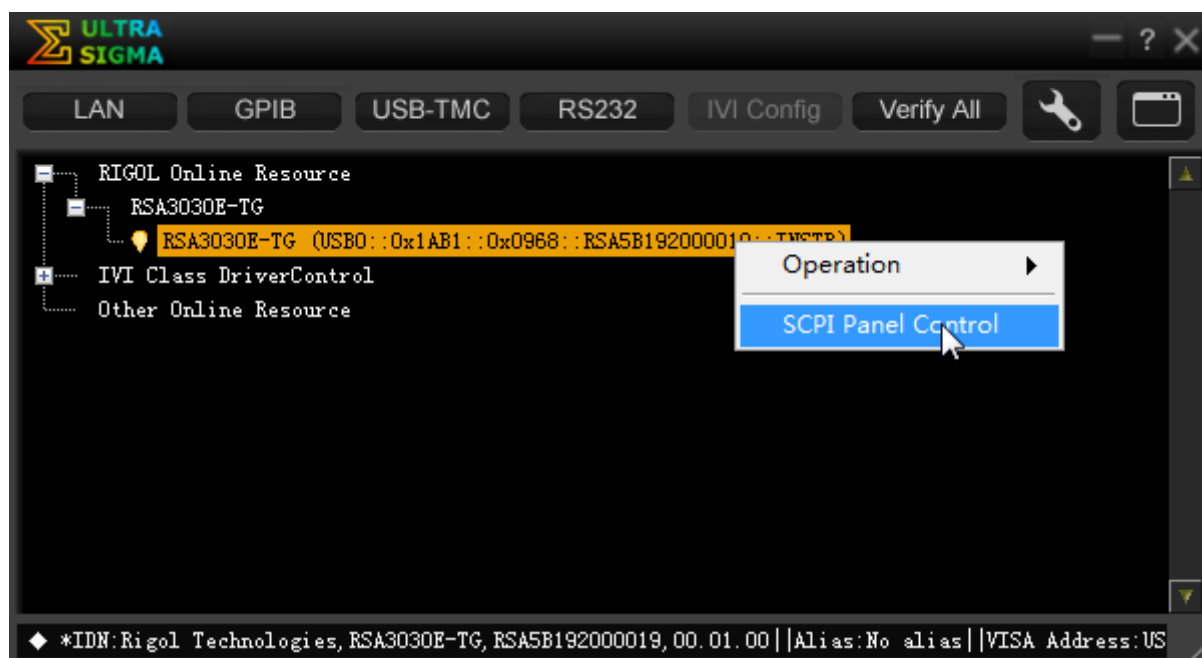 ULTRA
SIGMA
?
LAN GPIB USB-TMC RS232 IVI Config Verify All
RIGOL Online Resource
RSA3030E-TG
RSA3030E-TG (USB0::0x1AB1::0x0968::RSA5B192000019::INSTR)
IVI Class DriverControl
Other Online Resource
Operation
SCPI Panel Control
*IDN:Rigol Technologies,RSA3030E-TG,RSA5B192000019,00.01.00||Alias:No alias||VISA Address:US